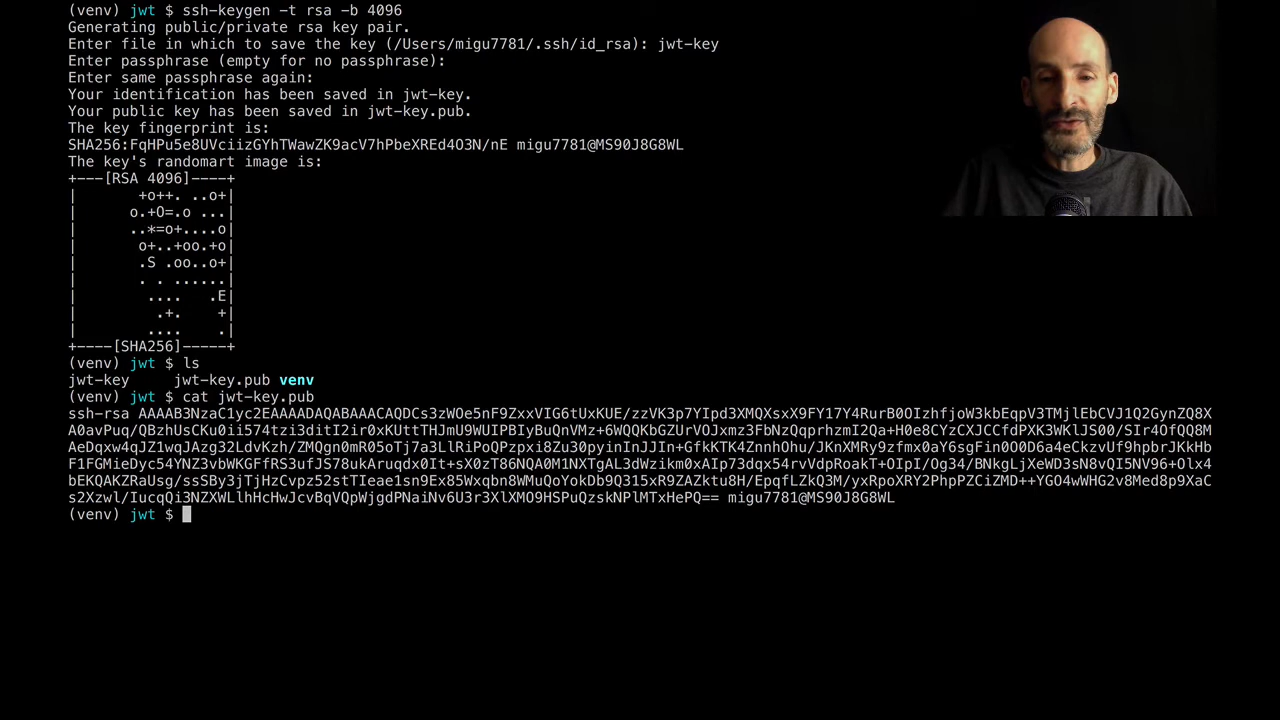 (venv) jwt $ ssh-keygen -t rsa -b 4096
Generating public/private rsa key pair.
Enter file in which to save the key (/Users/migu7781/.ssh/id_rsa): jwt-key
Enter passphrase (empty for no passphrase):
Enter same passphrase again:
Your identification has been saved in jwt-key.
Your public key has been saved in jwt-key.pub.
The key fingerprint is:
SHA256:FqHPu5e8UVciizGYhTWawZK9acV7hPbeXREd4O3N/nE migu7781@MS90J8G8WL
The key's randomart image is:
+---[RSA 4096]----+
|       +o++. ..o+|
|      o.+O=.o ...|
|      ..*=o+....o|
|       o+..+oo.+o|
|       .S .oo..o+|
|       . . ......|
|        ....   .E|
|         .+.    +|
|        ....    .|
+----[SHA256]-----+
(venv) jwt $ ls
jwt-key     jwt-key.pub venv
(venv) jwt $ cat jwt-key.pub
ssh-rsa AAAAB3NzaC1yc2EAAAADAQABAAACAQDCs3zWOe5nF9ZxxVIG6tUxKUE/zzVK3p7YIpd3XMQXsxX9FY17Y4RurB0OIzhfjoW3kbEqpV3TMjlEbCVJ1Q2GynZQ8X
A0avPuq/QBzhUsCKu0ii574tzi3ditI2ir0xKUttTHJmU9WUIPBIyBuQnVMz+6WQQKbGZUrVOJxmz3FbNzQqprhzmI2Qa+H0e8CYzCXJCCfdPXK3WKlJS00/SIr4OfQQ8M
AeDqxw4qJZ1wqJAzg32LdvKzh/ZMQgn0mR05oTj7a3LlRiPoQPzpxi8Zu30pyinInJJIn+GfkKTK4ZnnhOhu/JKnXMRy9zfmx0aY6sgFin0O0D6a4eCkzvUf9hpbrJKkHb
F1FGMieDyc54YNZ3vbWKGFfRS3ufJS78ukAruqdx0It+sX0zT86NQA0M1NXTgAL3dWzikm0xAIp73dqx54rvVdpRoakT+OIpI/Og34/BNkgLjXeWD3sN8vQI5NV96+Olx4
bEKQAKZRaUsg/ssSBy3jTjHzCvpz52stTIeae1sn9Ex85Wxqbn8WMuQoYokDb9Q315xR9ZAZktu8H/EpqfLZkQ3M/yxRpoXRY2PhpPZCiZMD++YGO4wWHG2v8Med8p9XaC
s2Xzwl/IucqQi3NZXWLlhHcHwJcvBqVQpWjgdPNaiNv6U3r3XlXMO9HSPuQzskNPlMTxHePQ== migu7781@MS90J8G8WL
(venv) jwt $